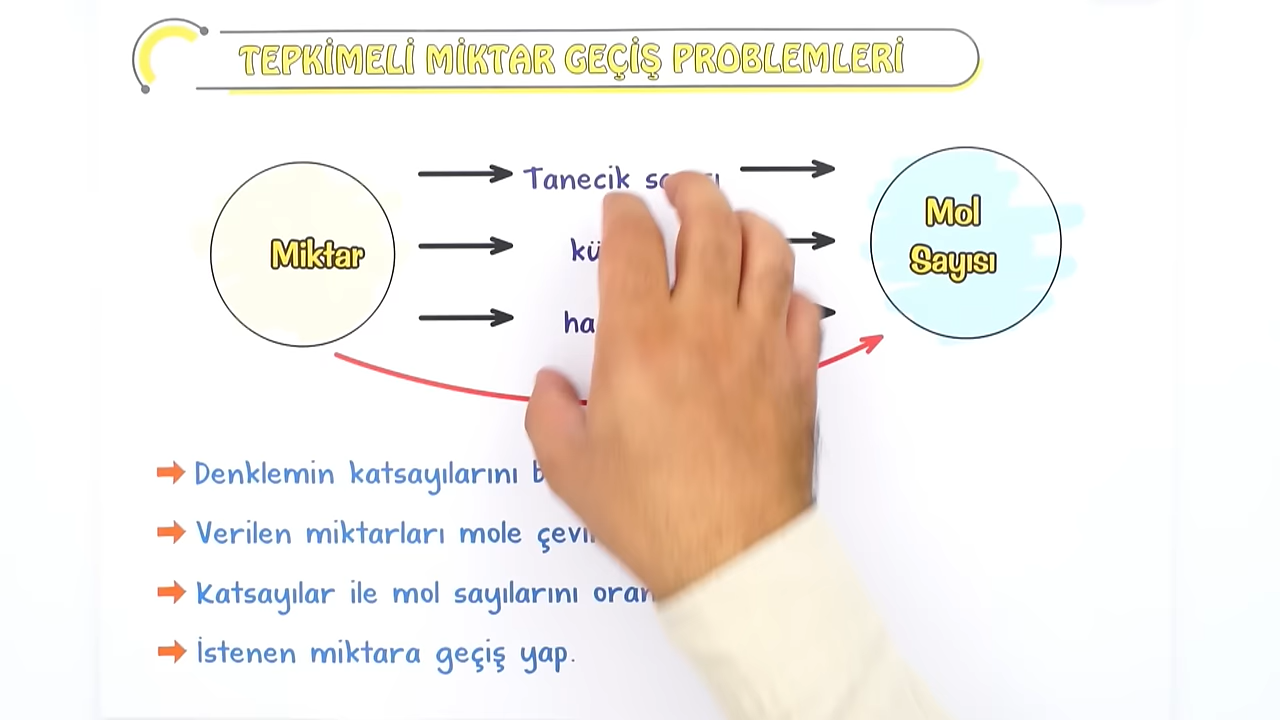 TEPKİMELİ MİKTAR GEÇİŞ PROBLEMLERİ
Tanecik
Miktar
Mol
Sayısı
Denklemin katsayılarını
Verilen miktarları mole
Katsayılar ile mol sayılarını
İstenen miktara geçiş yap.